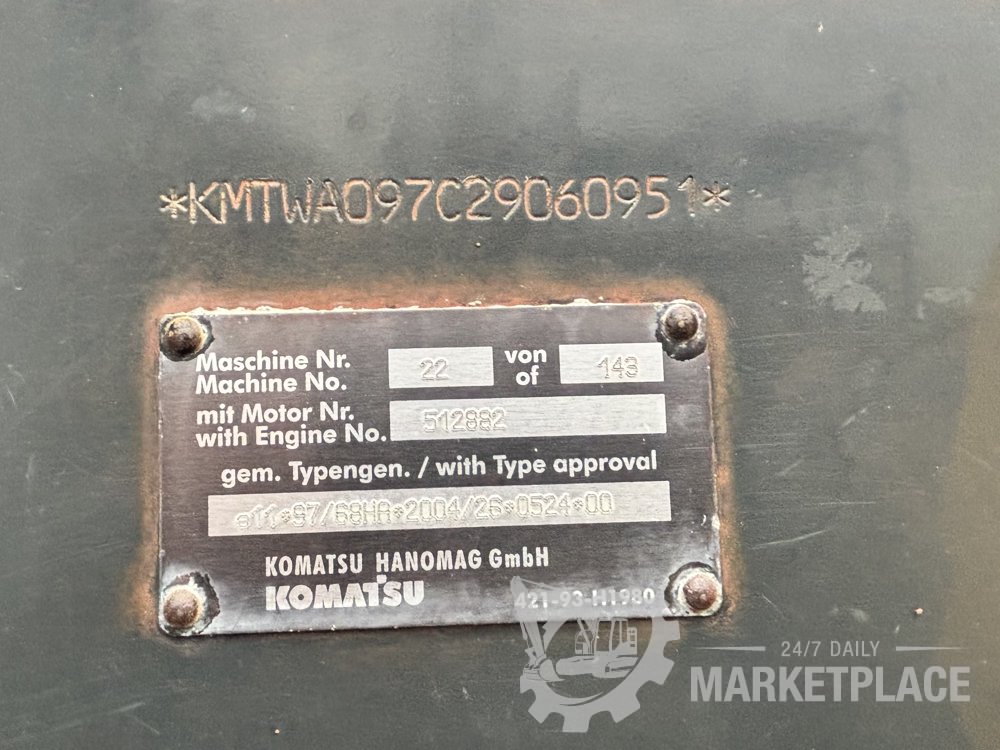 *KMTWA097C29060951*
Maschine Nr. 22 von 143
Machine No. of
mit Motor Nr. 512882
with Engine No.
gem. Typengen. / with Type approval
e11*97/68HA*2004/26*0524*00
KOMATSU HANOMAG GmbH
KOMATSU
421-93-H1980
24/7 DAILY
MARKETPLACE